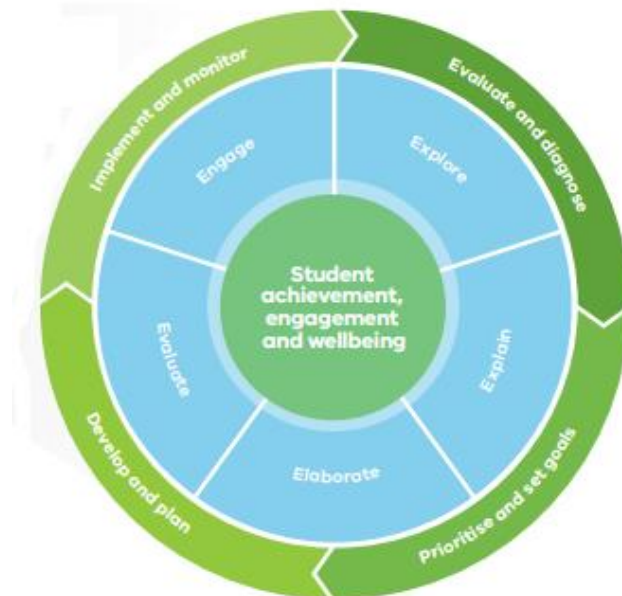 Implement and monitor
Evaluate and diagnose
Engage
Explore
Student
achievement,
engagement
and wellbeing
Evaluate
Explain
Elaborate
Develop and plan
Prioritise and set goals